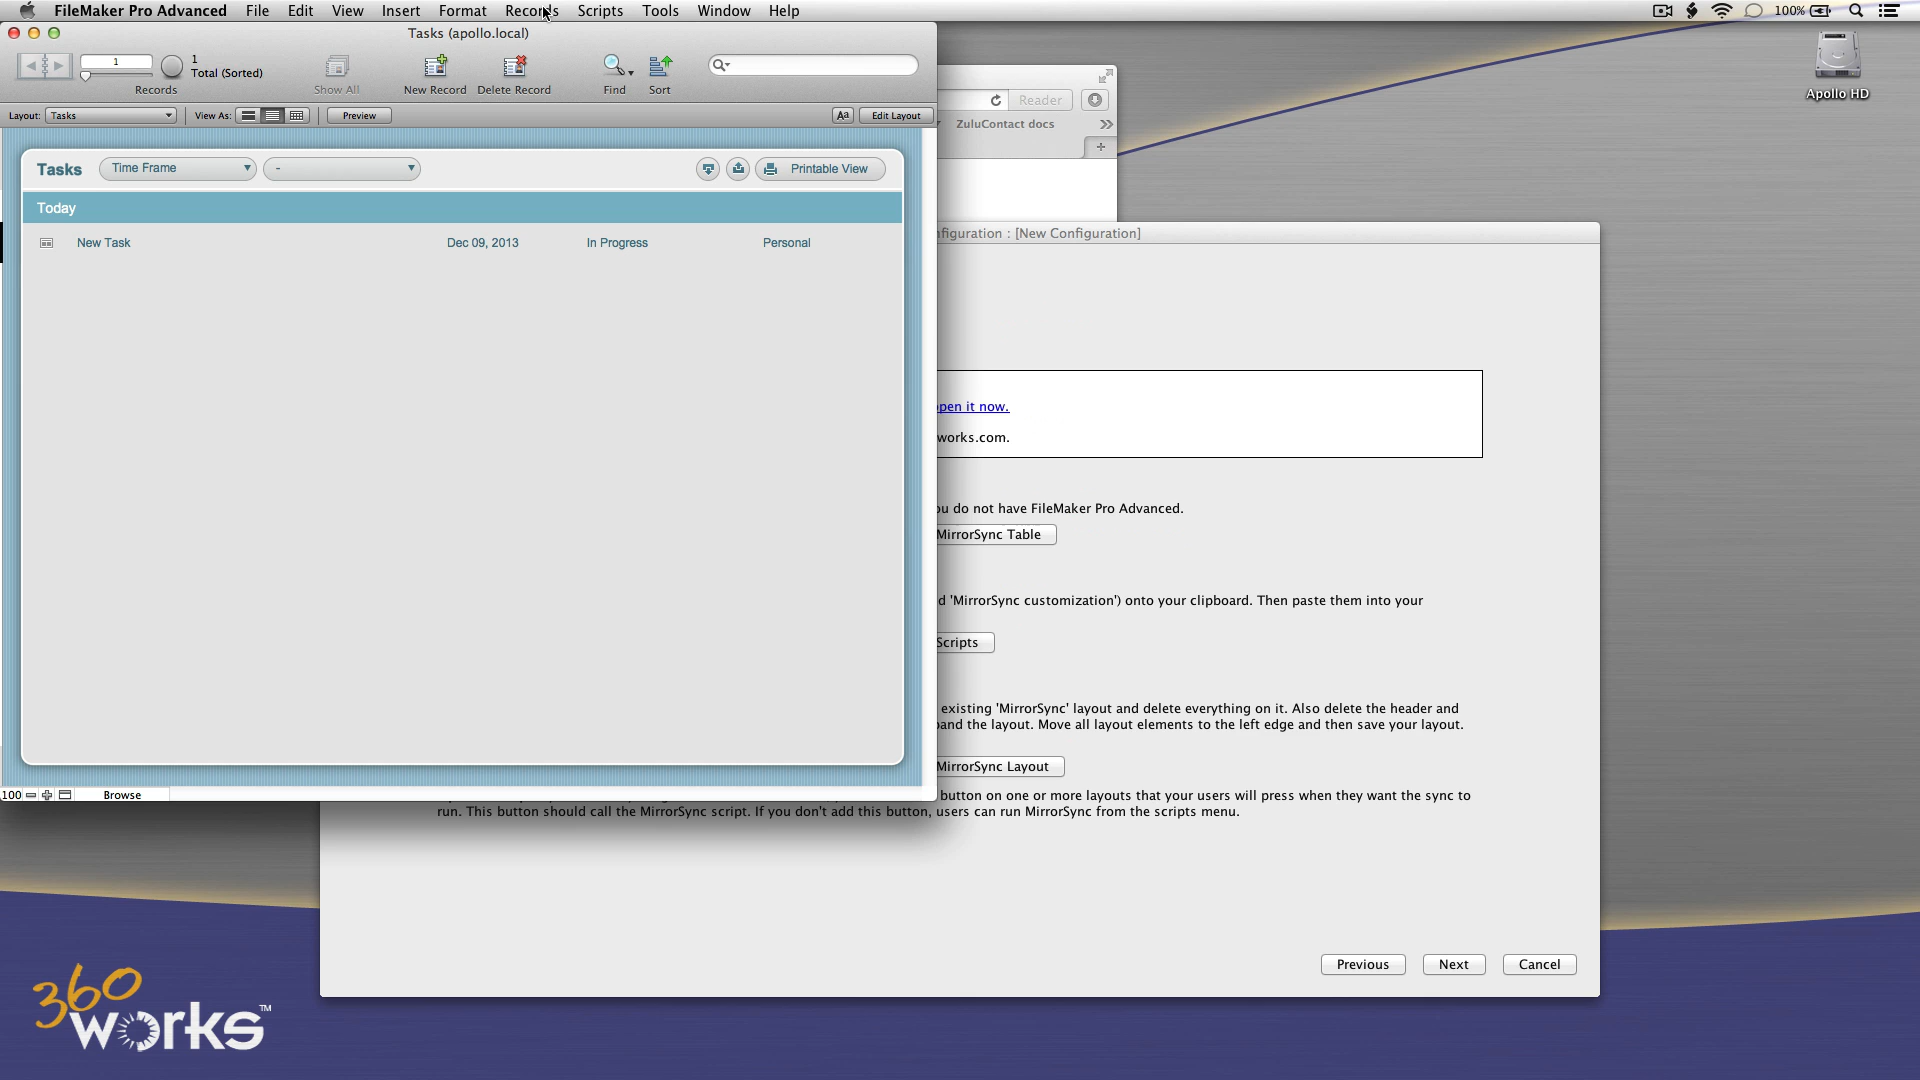 FileMaker Pro Advanced File Edit View Insert Format Records Scripts Tools Window Help 100%
Tasks (apollo.local)
1
1
Total (Sorted)
Records
Show All
New Record
Delete Record
Find
Sort
Layout: Tasks
View As:
Preview
Aa
Edit Layout
Reader
ZuluContact docs
Apollo HD
Tasks
Time Frame
-
Printable View
Today
New Task Dec 09, 2013 In Progress Personal
100
Browse
figuration : [New Configuration]
pen it now.
works.com.
ou do not have FileMaker Pro Advanced.
MirrorSync Table
d 'MirrorSync customization') onto your clipboard. Then paste them into your
Scripts
existing 'MirrorSync' layout and delete everything on it. Also delete the header and
and the layout. Move all layout elements to the left edge and then save your layout.
MirrorSync Layout
button on one or more layouts that your users will press when they want the sync to
run. This button should call the MirrorSync script. If you don't add this button, users can run MirrorSync from the scripts menu.
Previous
Next
Cancel
360
works™